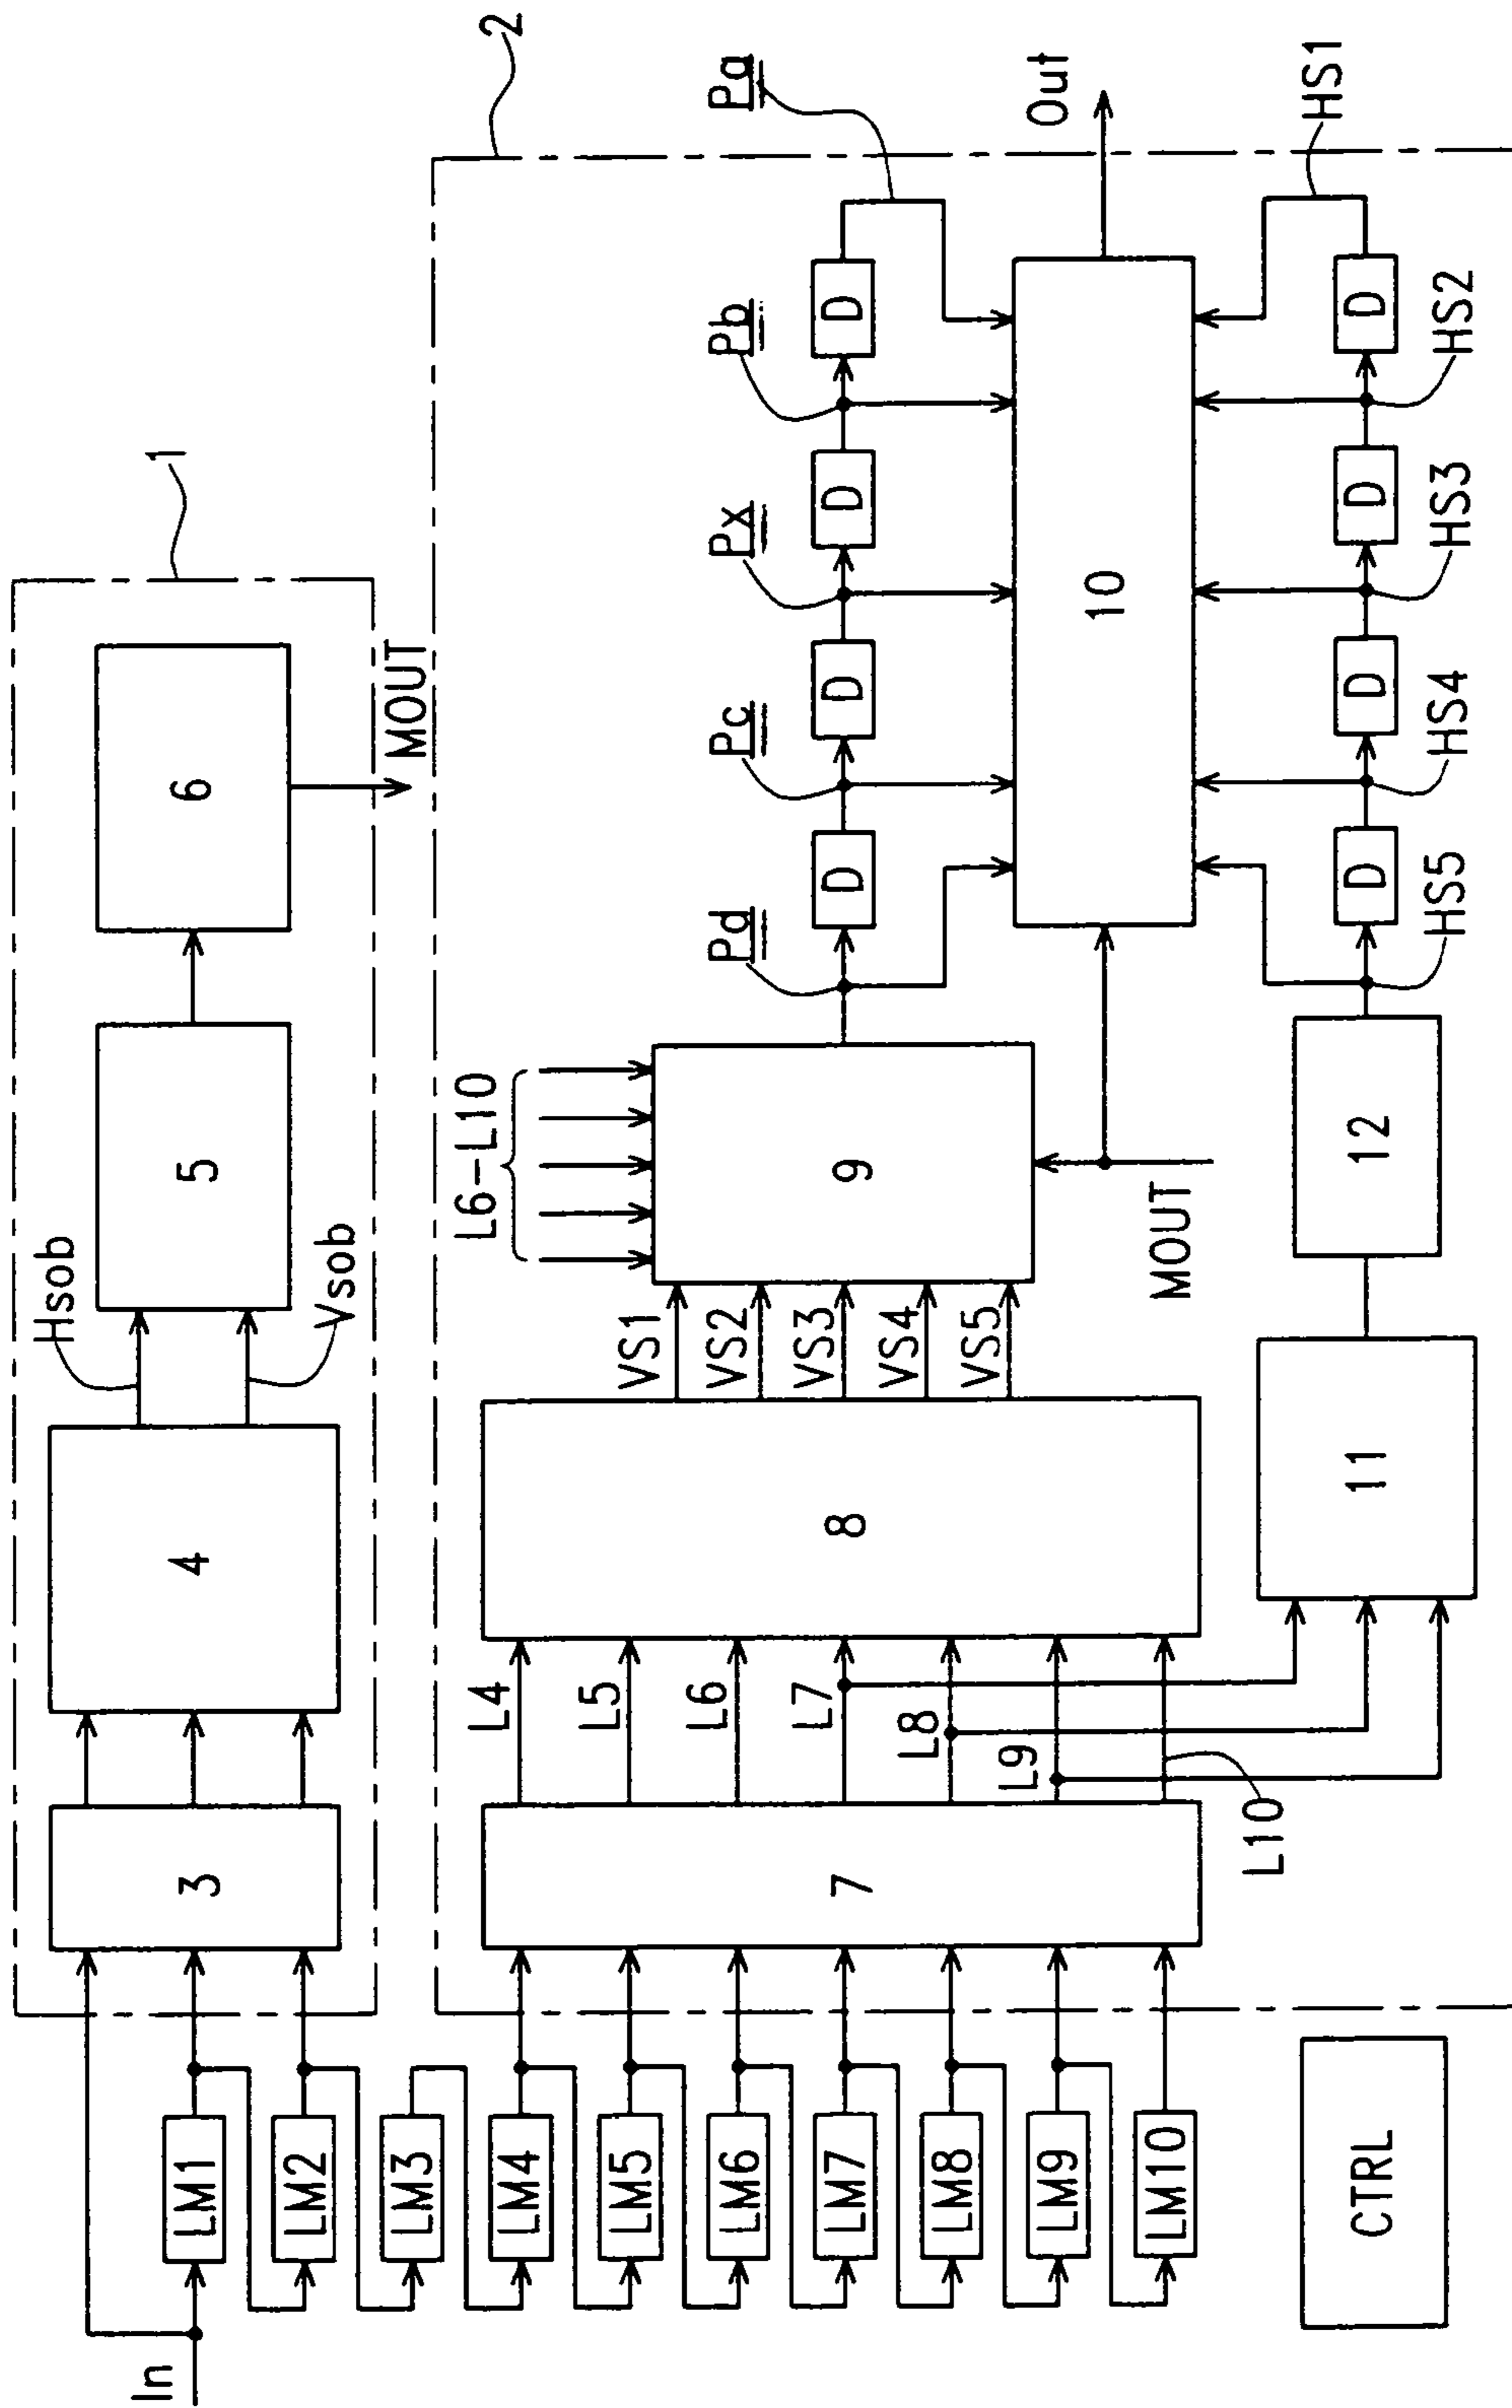 1
Hsob
Vsob
3
4
5
6
MOUT
In
LM1
LM2
LM3
LM4
LM5
LM6
LM7
LM8
LM9
LM10
CTRL
2
7
L4
L5
L6
L7
L8
L9
L10
8
VS1
VS2
VS3
VS4
VS5
L6-L10
9
MOUT
Pd
Pc
Px
Pb
Pa
D
D
D
D
10
Out
11
12
D
D
D
D
HS5
HS4
HS3
HS2
HS1